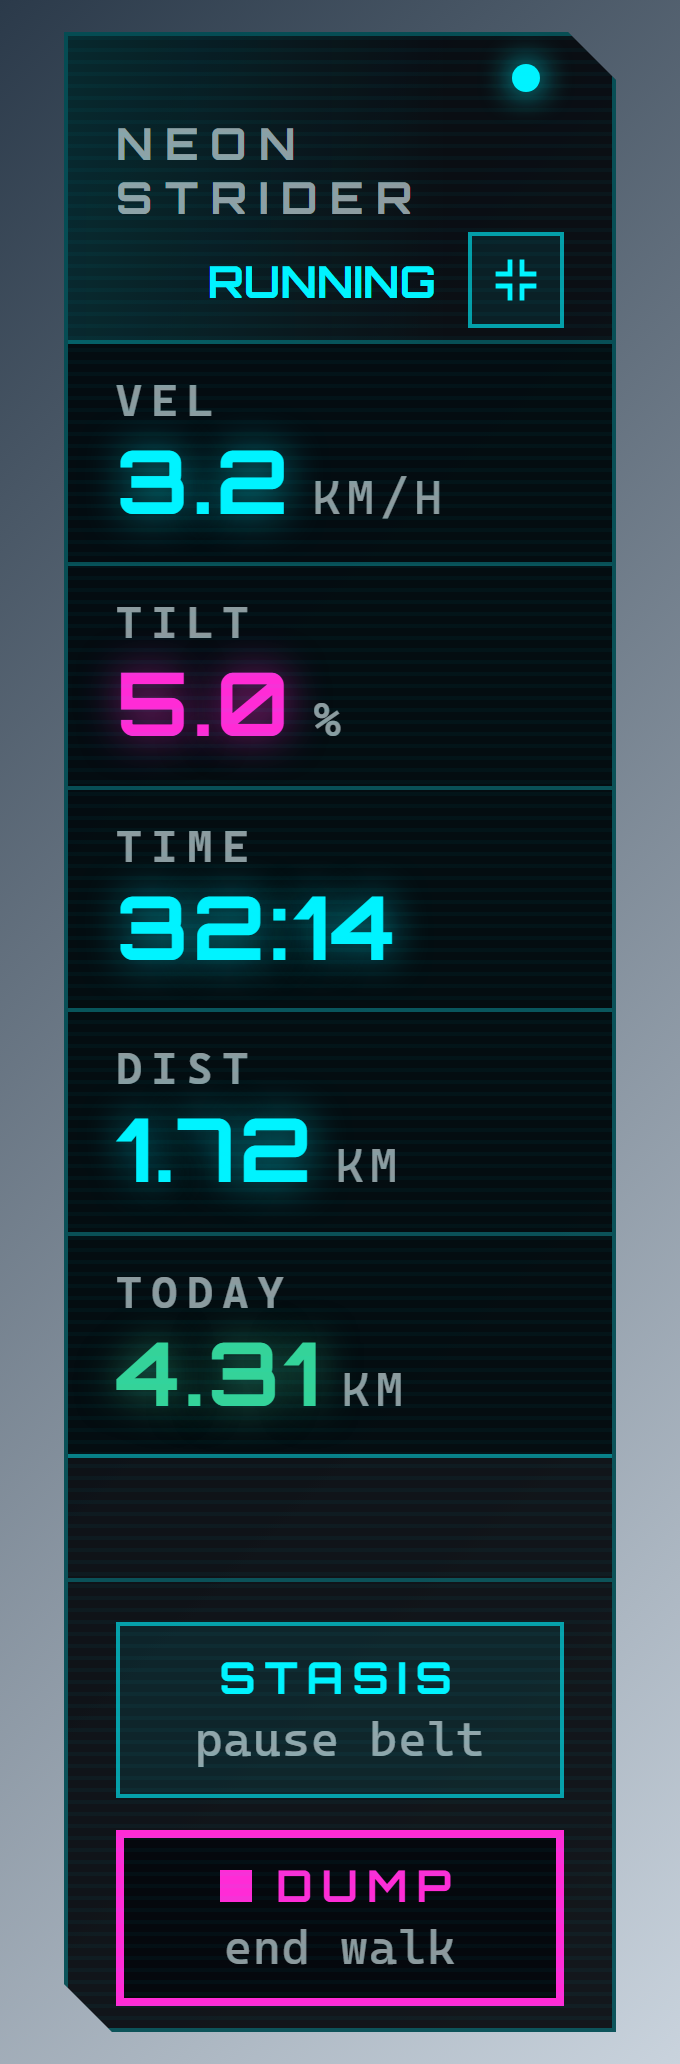 NEON
STRIDER
RUNNING
VEL
3.2 KM/H
TILT
5.0 %
TIME
32:14
DIST
1.72 KM
TODAY
4.31 KM
STASIS
pause belt
DUMP
end walk